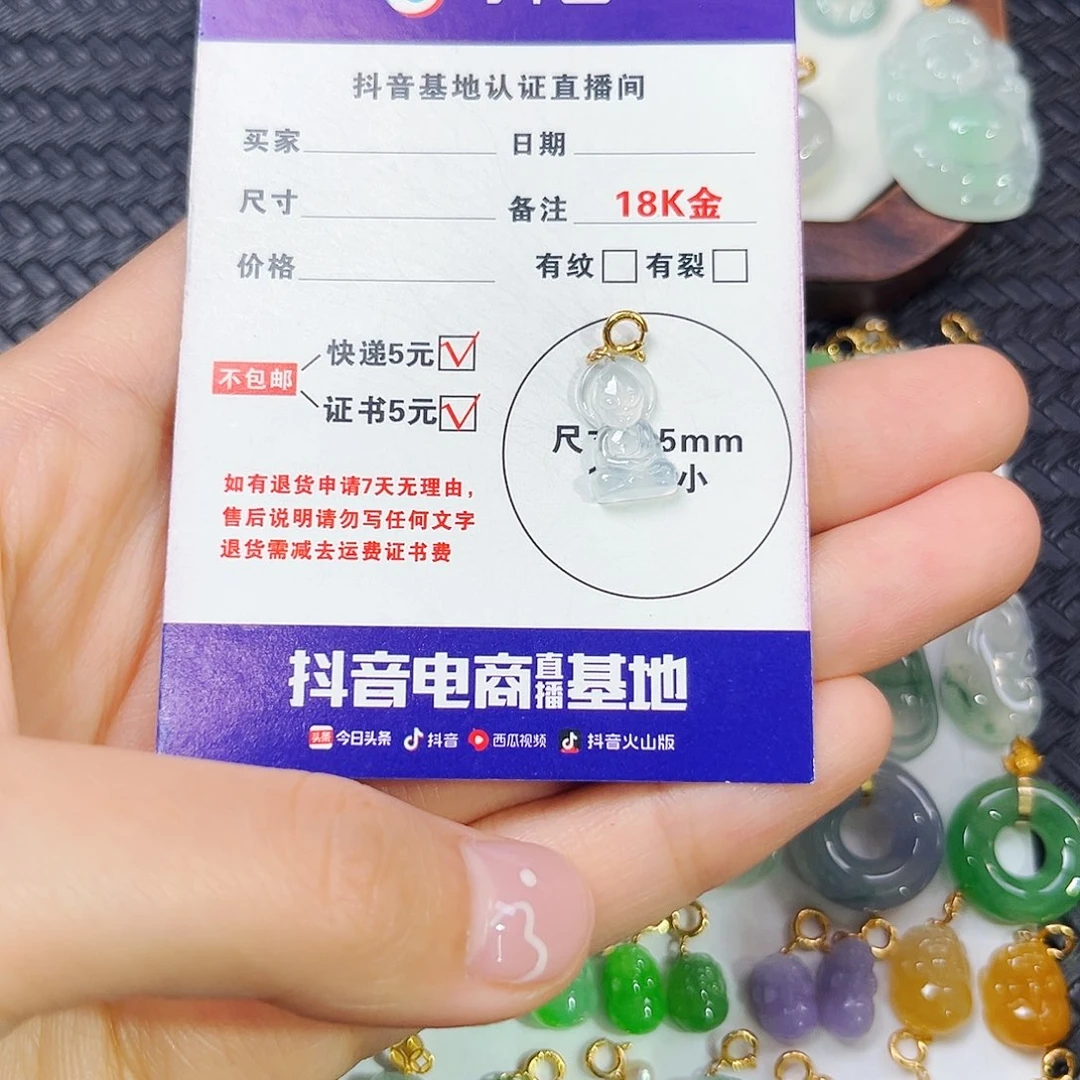 抖音基地认证直播间
买家 日期
尺寸 备注 18K金
价格 有纹 有裂
不包邮
快递5元
证书5元
如有退货申请7天无理由，
售后说明请勿写任何文字
退货需减去运费证书费
尺 5mm
小
抖音电商直播基地
头条 今日头条 抖音 西瓜视频 抖音火山版